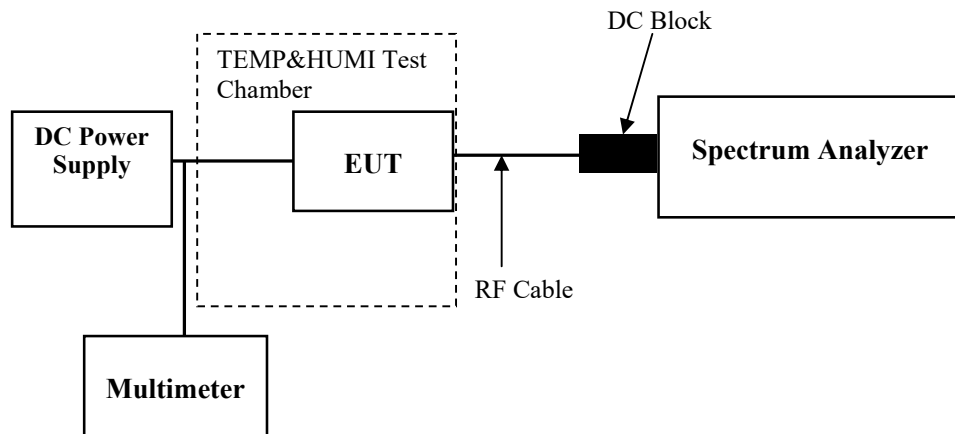 DC Block
TEMP&HUMI Test
Chamber
DC Power
Supply
EUT
Spectrum Analyzer
RF Cable
Multimeter